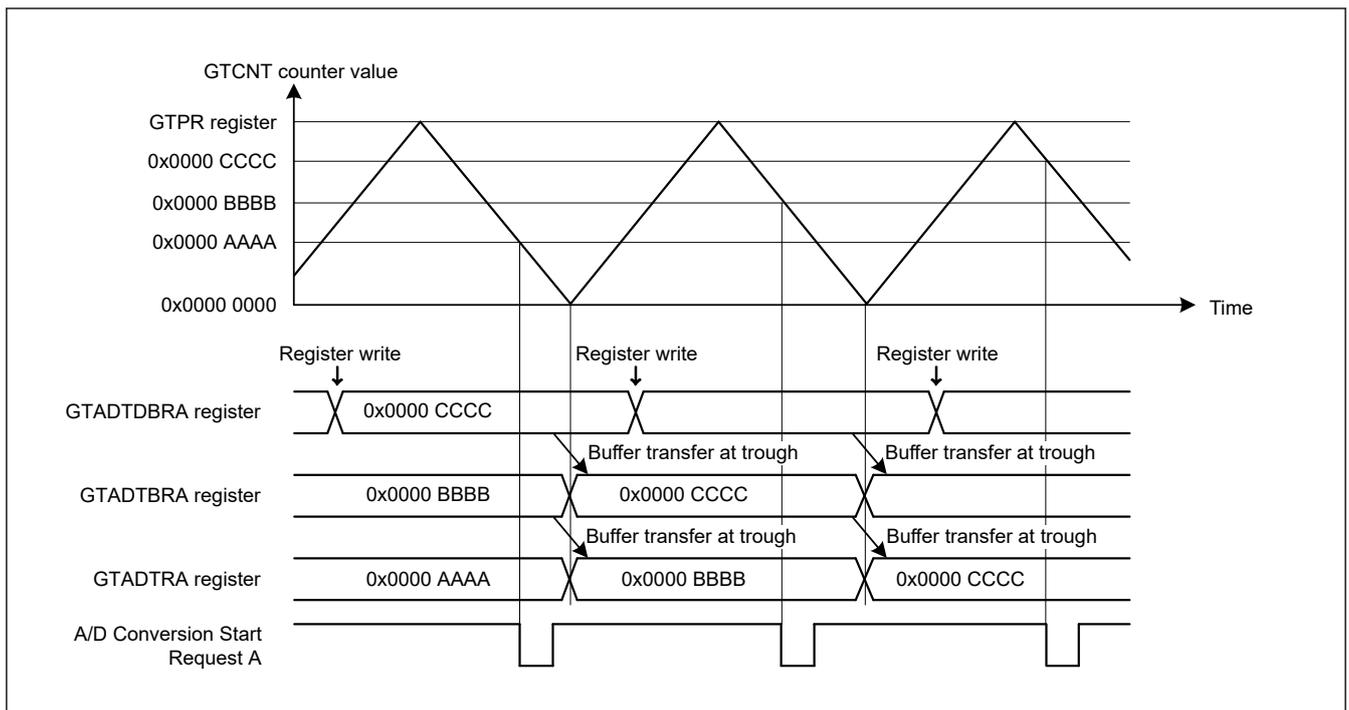 GTCNT counter value
GTPR register
0x0000 CCCC
0x0000 BBBB
0x0000 AAAA
0x0000 0000
Time
Register write Register write Register write
GTADTDBRA register 0x0000 CCCC
Buffer transfer at trough Buffer transfer at trough
GTADTBRA register 0x0000 BBBB 0x0000 CCCC
Buffer transfer at trough Buffer transfer at trough
GTADTRA register 0x0000 AAAA 0x0000 BBBB 0x0000 CCCC
A/D Conversion Start
Request A